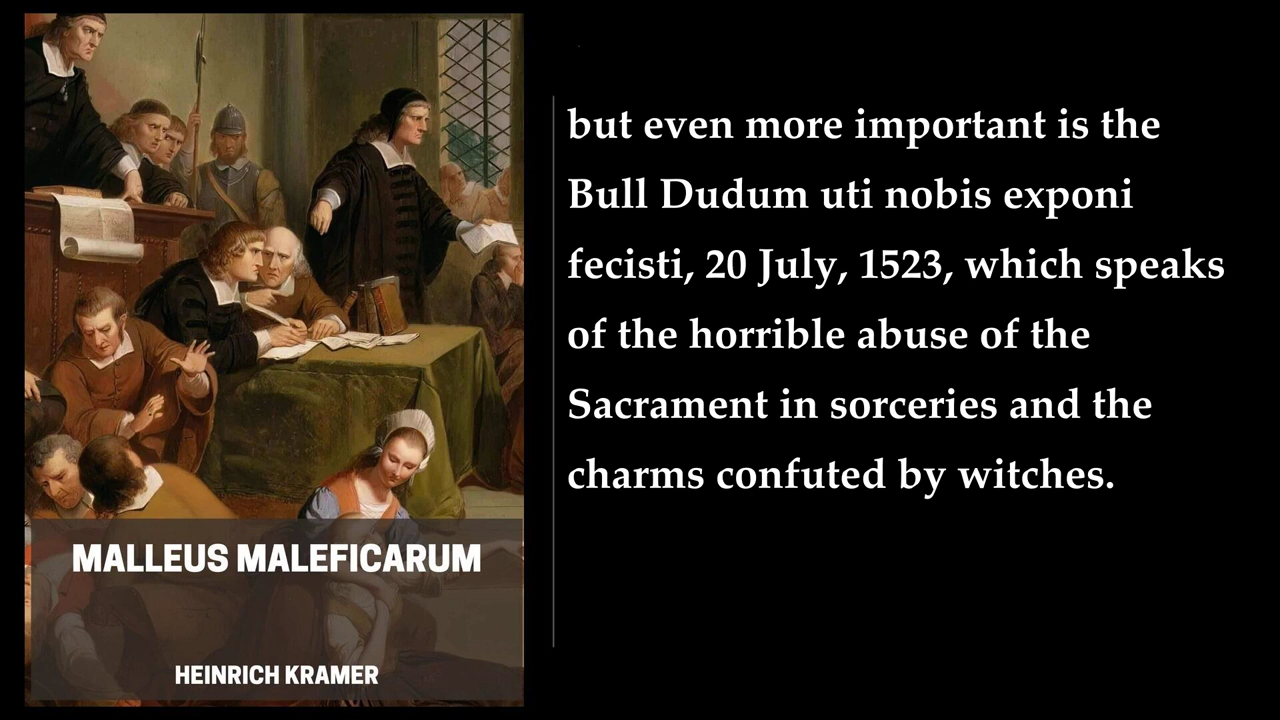 but even more important is the
Bull Dudum uti nobis exponi
fecisti, 20 July, 1523, which speaks
of the horrible abuse of the
Sacrament in sorceries and the
charms confuted by witches.
MALLEUS MALEFICARUM
HEINRICH KRAMER